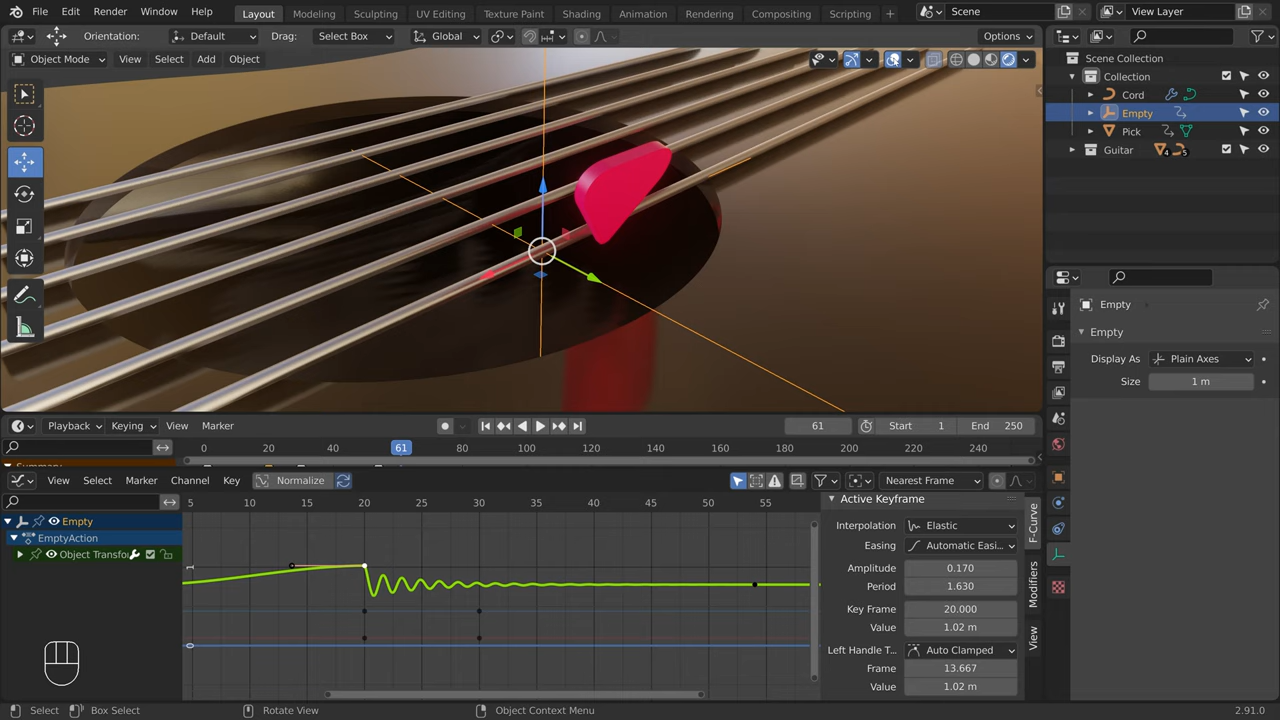 File Edit Render Window Help Layout Modeling Sculpting UV Editing Texture Paint Shading Animation Rendering Compositing Scripting + Scene View Layer
Orientation: Default Drag: Select Box Global Options
Object Mode View Select Add Object
Scene Collection
Collection
Cord
Empty
Pick
Guitar 4 5
Empty
Empty
Display As Plain Axes
Size 1 m
Playback Keying View Marker 61 Start 1 End 250
0 20 40 61 80 100 120 140 160 180 200 220 240
Summary
View Select Marker Channel Key Normalize Nearest Frame
5 10 15 20 25 30 35 40 45 50 55
Empty
EmptyAction
Object Transfo
1
0
Active Keyframe
Interpolation Elastic
Easing Automatic Easi...
Amplitude 0.170
Period 1.630
Key Frame 20.000
Value 1.02 m
Left Handle T... Auto Clamped
Frame 13.667
Value 1.02 m
F-Curve
Modifiers
View
Select Box Select Rotate View Object Context Menu 2.91.0